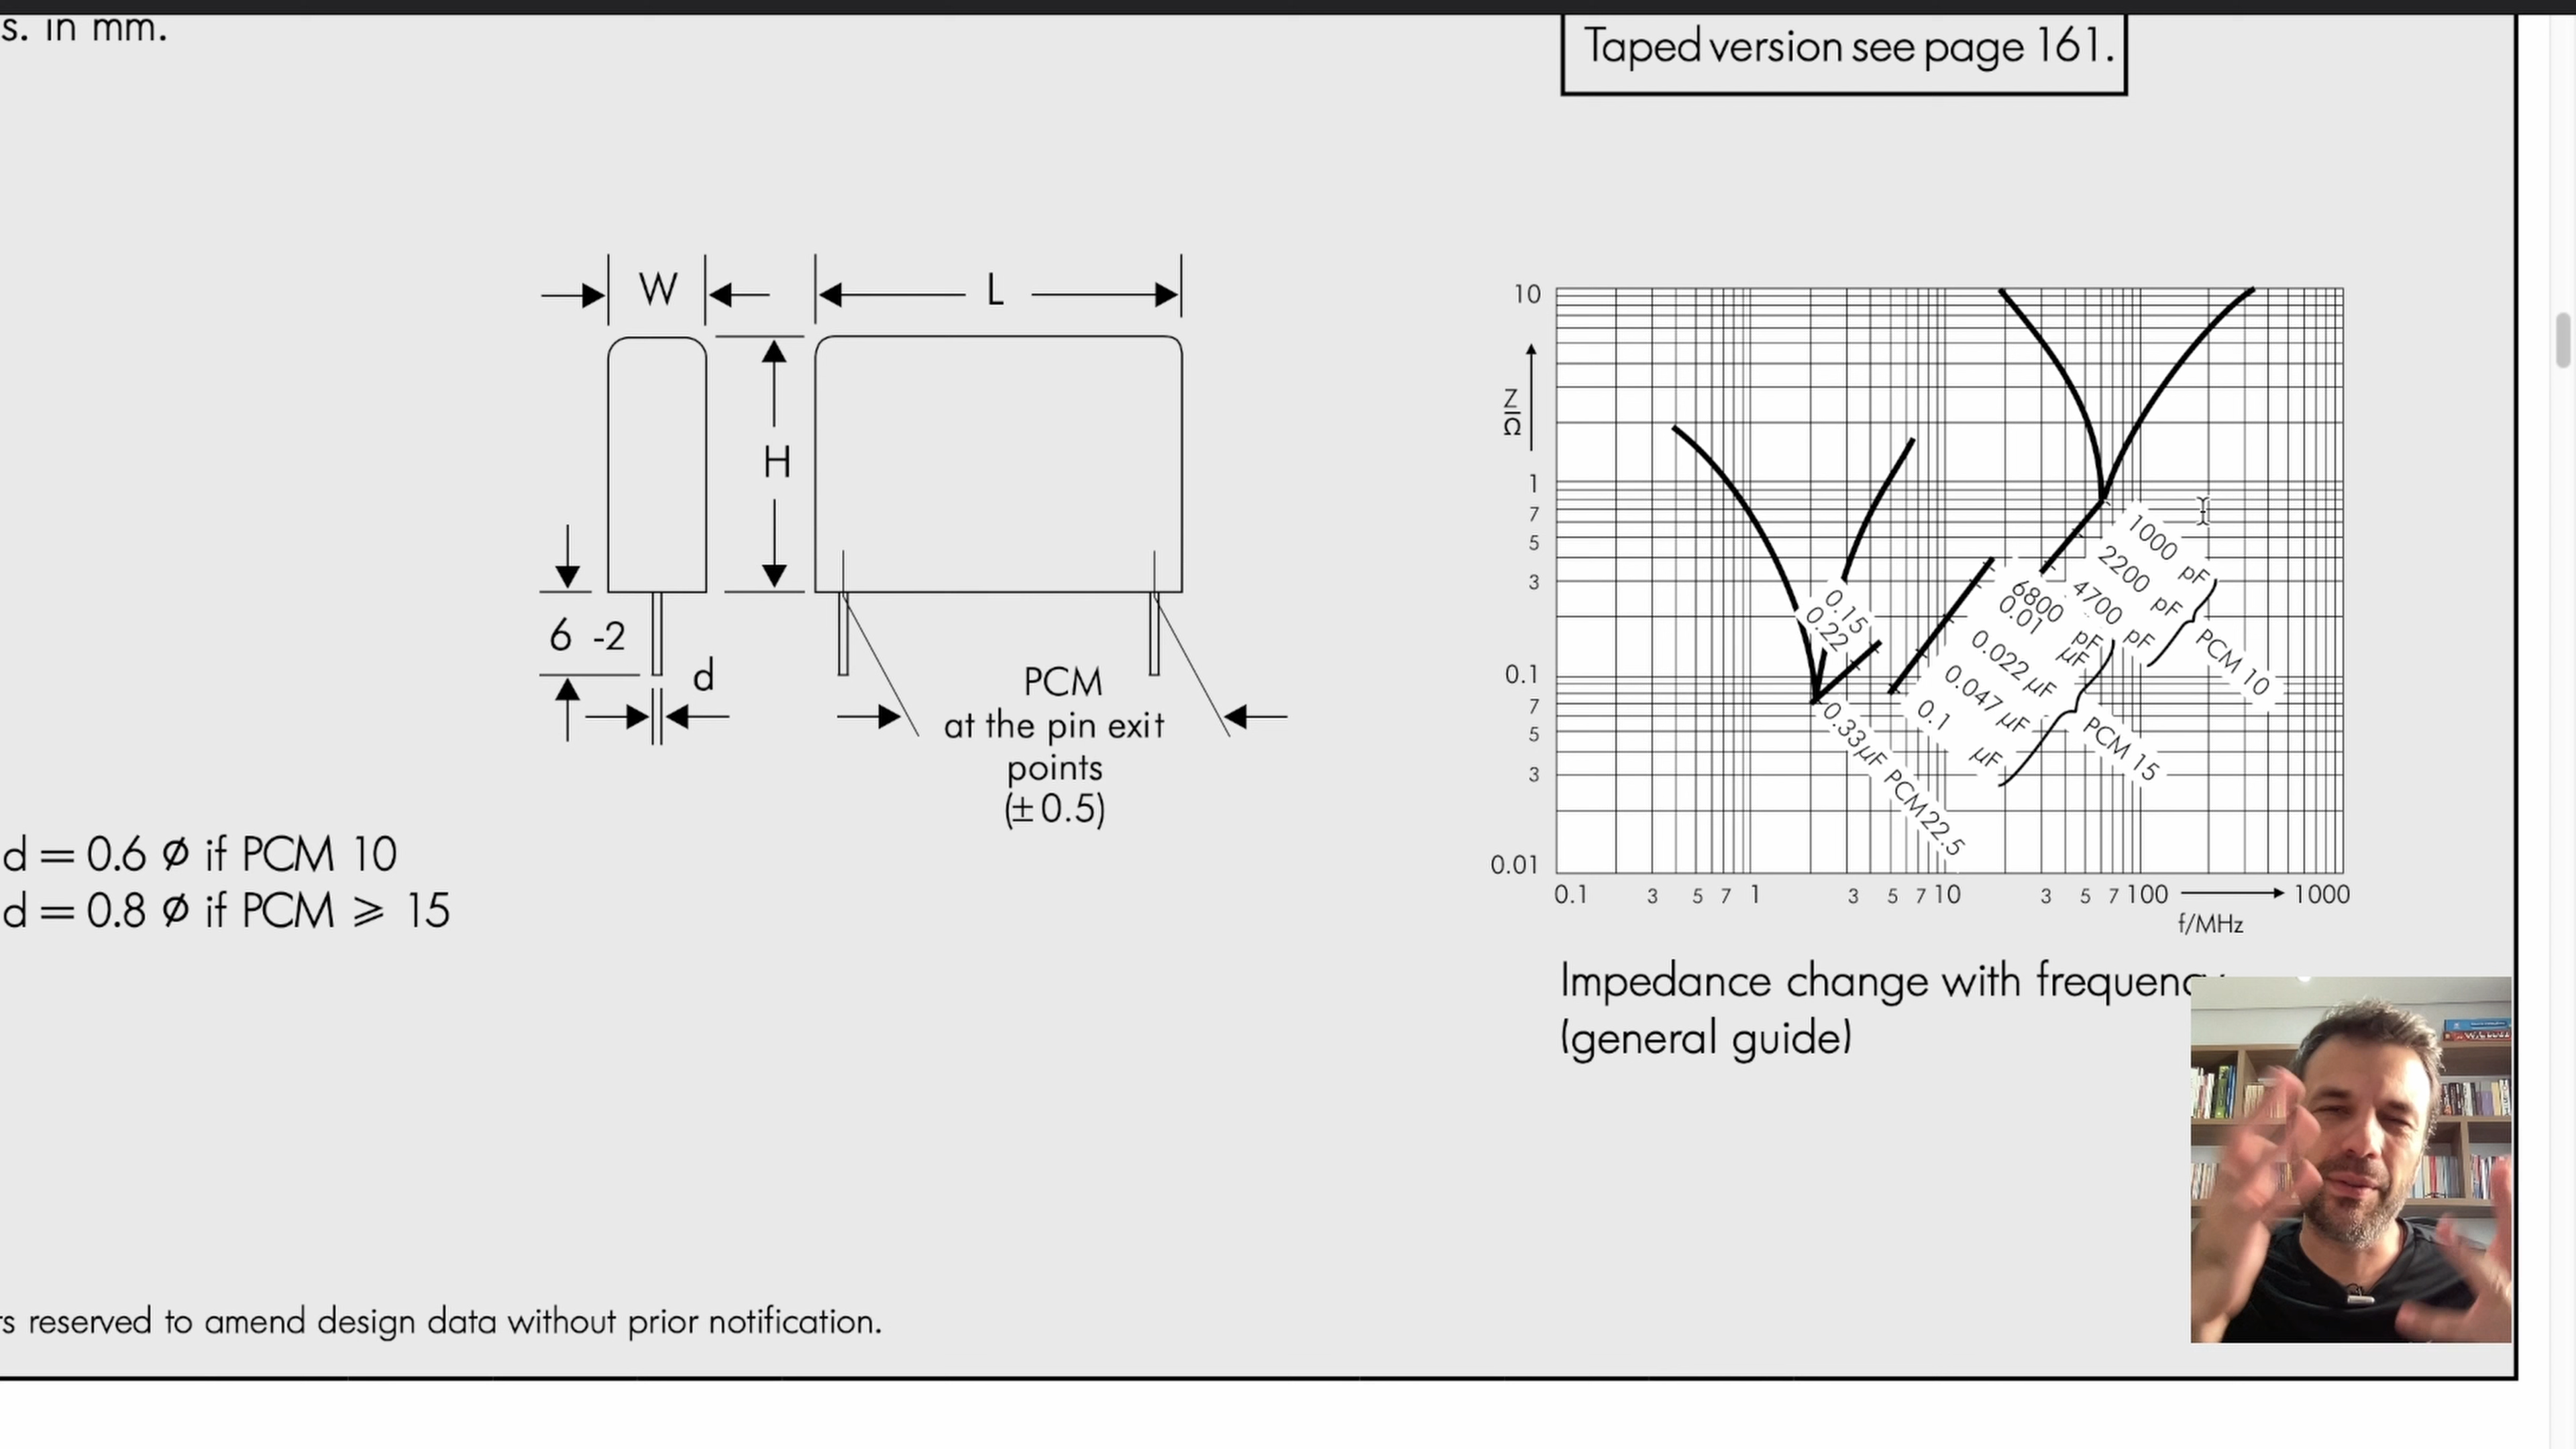 s. in mm.
Taped version see page 161.
W
L
H
6 -2
d
PCM
at the pin exit
points
(± 0.5)
d = 0.6 Ø if PCM 10
d = 0.8 Ø if PCM ⩾ 15
10
Z
Ω
1
7
5
3
0.1
7
5
3
0.01
0.1 3 5 7 1 3 5 7 10 3 5 7 100 1000
f/MHz
0.15
0.22
0.33 µF PCM 22.5
1000 pF
2200 pF
4700 pF
PCM 10
6800 pF
0.01 µF
0.022 µF
0.047 µF
0.1 µF
PCM 15
Impedance change with frequenc
(general guide)
rs reserved to amend design data without prior notification.